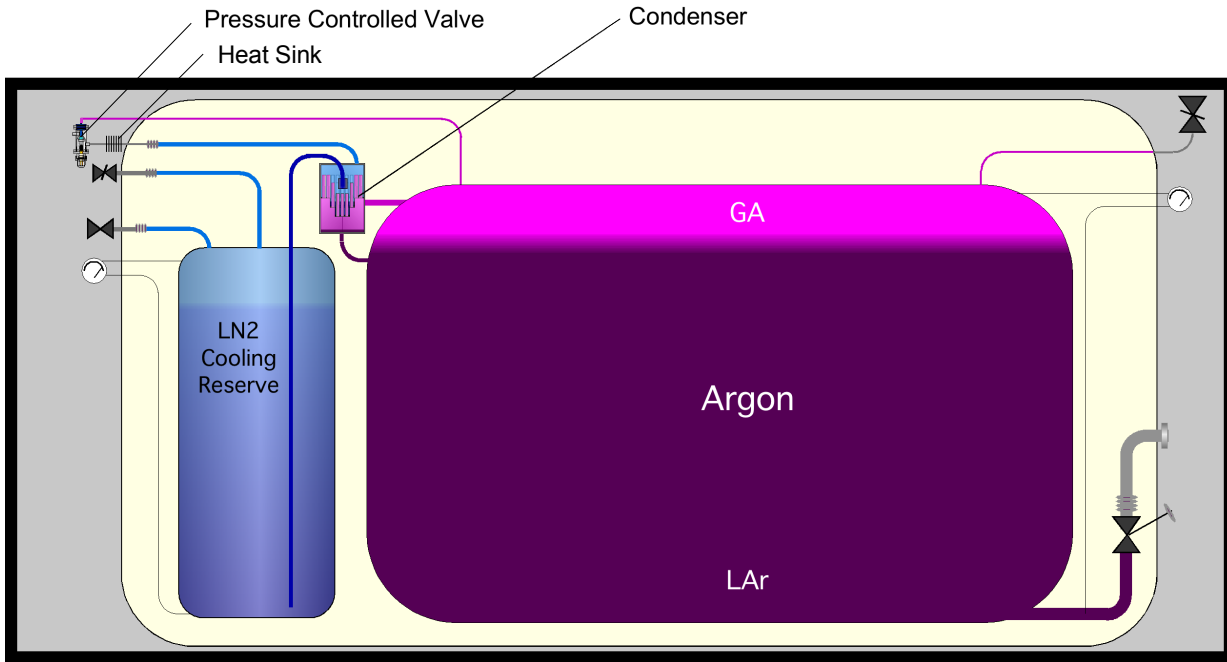 Pressure Controlled Valve
Condenser
Heat Sink
GA
LN2
Cooling
Reserve
Argon
LAr